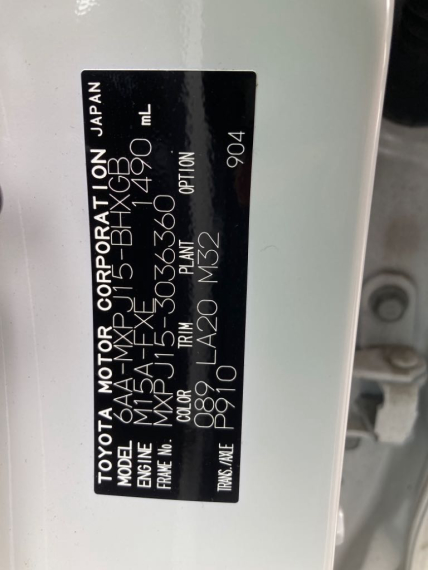 TOYOTA MOTOR CORPORATION JAPAN
MODEL 6AA-MXPJ15-BHXGB
ENGINE M15A-FXE 1490 mL
FRAME No. MXPJ15-3036360
COLOR TRIM PLANT OPTION
089 LA20 M32 904
TRANS./AXLE P910